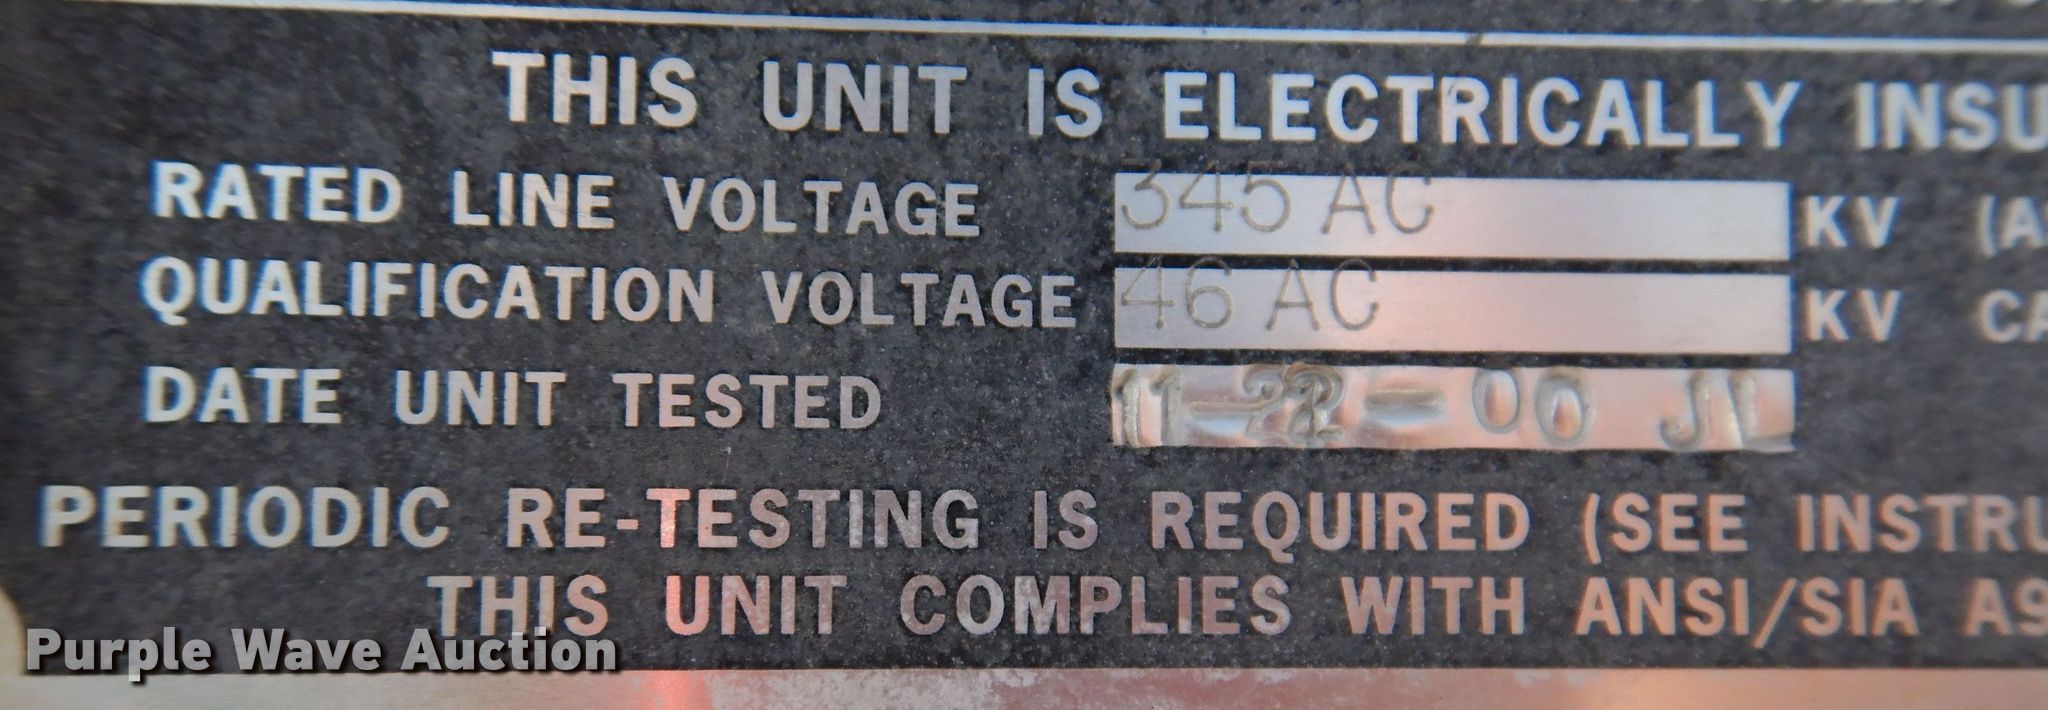 THIS UNIT IS ELECTRICALLY INSU
RATED LINE VOLTAGE 345 AC KV (A
QUALIFICATION VOLTAGE 46 AC KV CA
DATE UNIT TESTED 11-22-00 JL
PERIODIC RE-TESTING IS REQUIRED (SEE INSTRU
THIS UNIT COMPLIES WITH ANSI/SIA A9
Purple Wave Auction